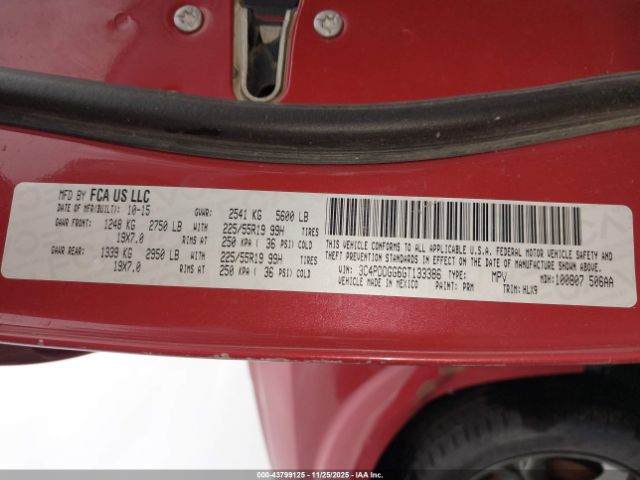 MFD BY FCA US LLC
DATE OF MFR(BUILT): 10-15 GVWR: 2541 KG 5600 LB
GAWR FRONT: 1248 KG 2750 LB WITH 225/55R19 99H TIRES
19X7.0 RIMS AT 250 KPA ( 36 PSI) COLD
GAWR REAR: 1339 KG 2950 LB WITH 225/55R19 99H TIRES
19X7.0 RIMS AT 250 KPA ( 36 PSI) COLD
THIS VEHICLE CONFORMS TO ALL APPLICABLE U.S.A. FEDERAL MOTOR VEHICLE SAFETY AND
THEFT PREVENTION STANDARDS IN EFFECT ON THE DATE OF MANUFACTURE SHOWN ABOVE.
VIN: 3C4PDDGG6GT133386 TYPE: MPV MDH:100807 506AA
VEHICLE MADE IN MEXICO PAINT: PRM TRIM:HLX9
000-43799125 - 11/25/2025 - IAAI.COM